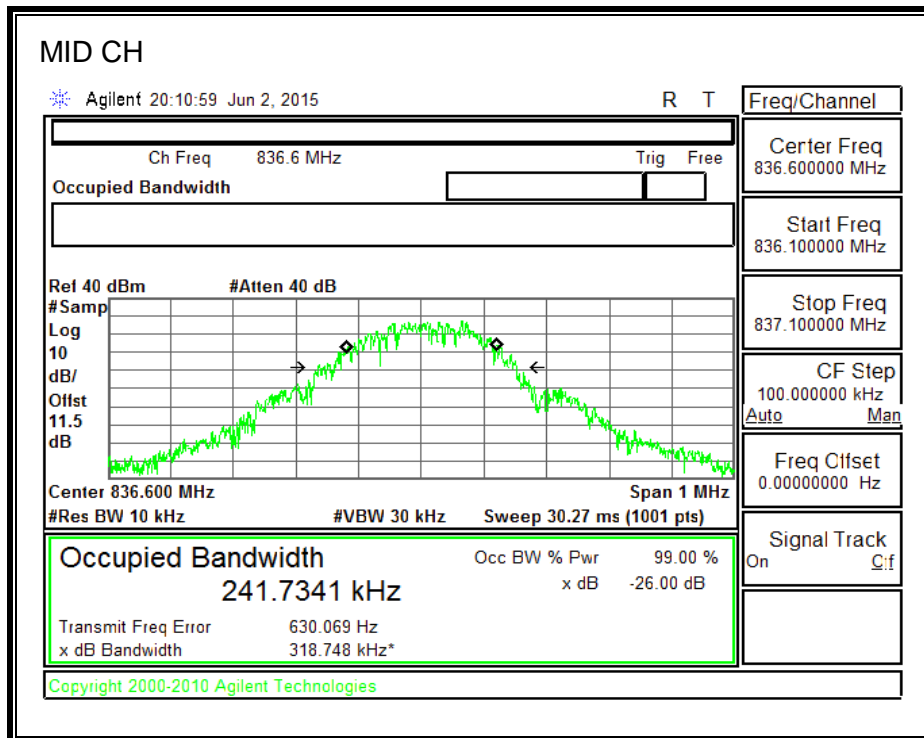 MID CH
Agilent 20:10:59 Jun 2, 2015 R T
Freq/Channel
Ch Freq 836.6 MHz Trig Free
Occupied Bandwidth
Center Freq
836.600000 MHz
Start Freq
836.100000 MHz
Stop Freq
837.100000 MHz
CF Step
100.000000 kHz
Auto Man
Freq Offset
0.00000000 Hz
Signal Track
On Off
Ref 40 dBm #Atten 40 dB
#Samp
Log
10
dB/
Offst
11.5
dB
Center 836.600 MHz Span 1 MHz
#Res BW 10 kHz #VBW 30 kHz Sweep 30.27 ms (1001 pts)
Occupied Bandwidth Occ BW % Pwr 99.00 %
241.7341 kHz x dB -26.00 dB
Transmit Freq Error 630.069 Hz
x dB Bandwidth 318.748 kHz*
Copyright 2000-2010 Agilent Technologies